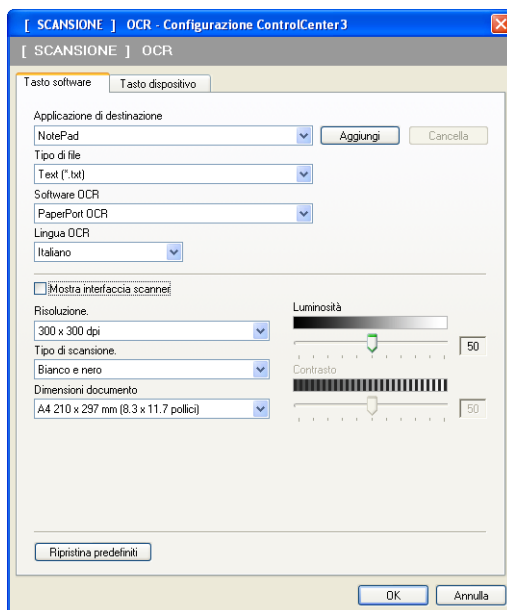 [ SCANSIONE ] OCR - Configurazione ControlCenter3
[ SCANSIONE ] OCR
Tasto software Tasto dispositivo
Applicazione di destinazione
NotePad Aggiungi Cancella
Tipo di file
Text (*.txt)
Software OCR
PaperPort OCR
Lingua OCR
Italiano
Mostra interfaccia scanner
Risoluzione. Luminosità
300 x 300 dpi 50
Tipo di scansione.
Bianco e nero Contrasto
Dimensioni documento
A4 210 x 297 mm (8.3 x 11.7 pollici) 50
Ripristina predefiniti
OK Annulla